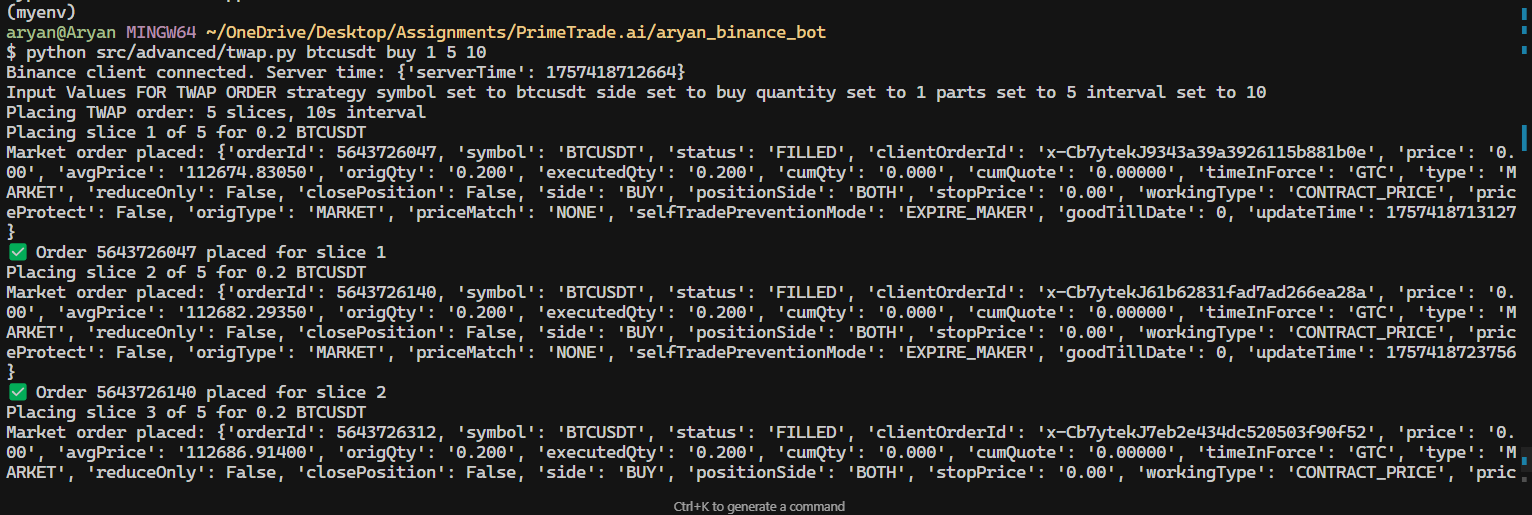 (myenv)
aryan@Aryan MINGW64 ~/OneDrive/Desktop/Assignments/PrimeTrade.ai/aryan_binance_bot
$ python src/advanced/twap.py btcusdt buy 1 5 10
Binance client connected. Server time: {'serverTime': 1757418712664}
Input Values FOR TWAP ORDER strategy symbol set to btcusdt side set to buy quantity set to 1 parts set to 5 interval set to 10
Placing TWAP order: 5 slices, 10s interval
Placing slice 1 of 5 for 0.2 BTCUSDT
Market order placed: {'orderId': 5643726047, 'symbol': 'BTCUSDT', 'status': 'FILLED', 'clientOrderId': 'x-Cb7ytekJ9343a39a3926115b881b0e', 'price': '0.
00', 'avgPrice': '112674.83050', 'origQty': '0.200', 'executedQty': '0.200', 'cumQty': '0.000', 'cumQuote': '0.00000', 'timeInForce': 'GTC', 'type': 'M
ARKET', 'reduceOnly': False, 'closePosition': False, 'side': 'BUY', 'positionSide': 'BOTH', 'stopPrice': '0.00', 'workingType': 'CONTRACT_PRICE', 'pric
eProtect': False, 'origType': 'MARKET', 'priceMatch': 'NONE', 'selfTradePreventionMode': 'EXPIRE_MAKER', 'goodTillDate': 0, 'updateTime': 1757418713127
}
✅ Order 5643726047 placed for slice 1
Placing slice 2 of 5 for 0.2 BTCUSDT
Market order placed: {'orderId': 5643726140, 'symbol': 'BTCUSDT', 'status': 'FILLED', 'clientOrderId': 'x-Cb7ytekJ61b62831fad7ad266ea28a', 'price': '0.
00', 'avgPrice': '112682.29350', 'origQty': '0.200', 'executedQty': '0.200', 'cumQty': '0.000', 'cumQuote': '0.00000', 'timeInForce': 'GTC', 'type': 'M
ARKET', 'reduceOnly': False, 'closePosition': False, 'side': 'BUY', 'positionSide': 'BOTH', 'stopPrice': '0.00', 'workingType': 'CONTRACT_PRICE', 'pric
eProtect': False, 'origType': 'MARKET', 'priceMatch': 'NONE', 'selfTradePreventionMode': 'EXPIRE_MAKER', 'goodTillDate': 0, 'updateTime': 1757418723756
}
✅ Order 5643726140 placed for slice 2
Placing slice 3 of 5 for 0.2 BTCUSDT
Market order placed: {'orderId': 5643726312, 'symbol': 'BTCUSDT', 'status': 'FILLED', 'clientOrderId': 'x-Cb7ytekJ7eb2e434dc520503f90f52', 'price': '0.
00', 'avgPrice': '112686.91400', 'origQty': '0.200', 'executedQty': '0.200', 'cumQty': '0.000', 'cumQuote': '0.00000', 'timeInForce': 'GTC', 'type': 'M
ARKET', 'reduceOnly': False, 'closePosition': False, 'side': 'BUY', 'positionSide': 'BOTH', 'stopPrice': '0.00', 'workingType': 'CONTRACT_PRICE', 'pric
Ctrl+K to generate a command